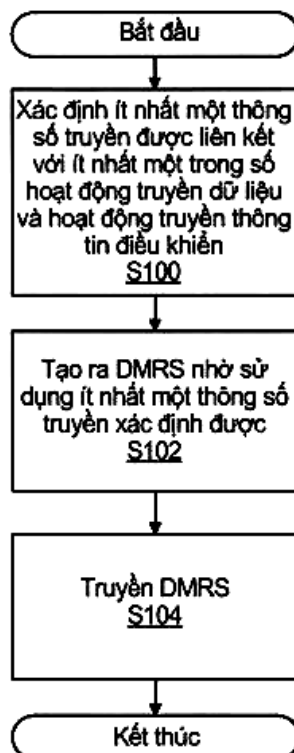 Bắt đầu
Xác định ít nhất một thông
số truyền được liên kết
với ít nhất một trong số
hoạt động truyền dữ liệu
và hoạt động truyền thông
tin điều khiển
S100
Tạo ra DMRS nhờ sử
dụng ít nhất một thông số
truyền xác định được
S102
Truyền DMRS
S104
Kết thúc